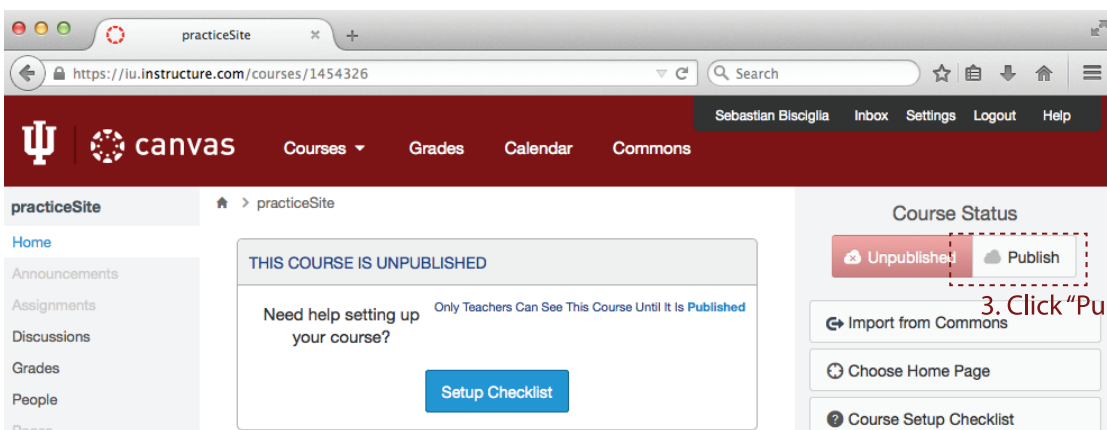 practiceSite
https://iu.instructure.com/courses/1454326
Search
Sebastian Bisciglia Inbox Settings Logout Help
canvas Courses Grades Calendar Commons
practiceSite
Home
Announcements
Assignments
Discussions
Grades
People
Pages
> practiceSite
THIS COURSE IS UNPUBLISHED
Need help setting up
your course?
Only Teachers Can See This Course Until It Is Published
Setup Checklist
Course Status
Unpublished Publish
3. Click “Pu
Import from Commons
Choose Home Page
Course Setup Checklist